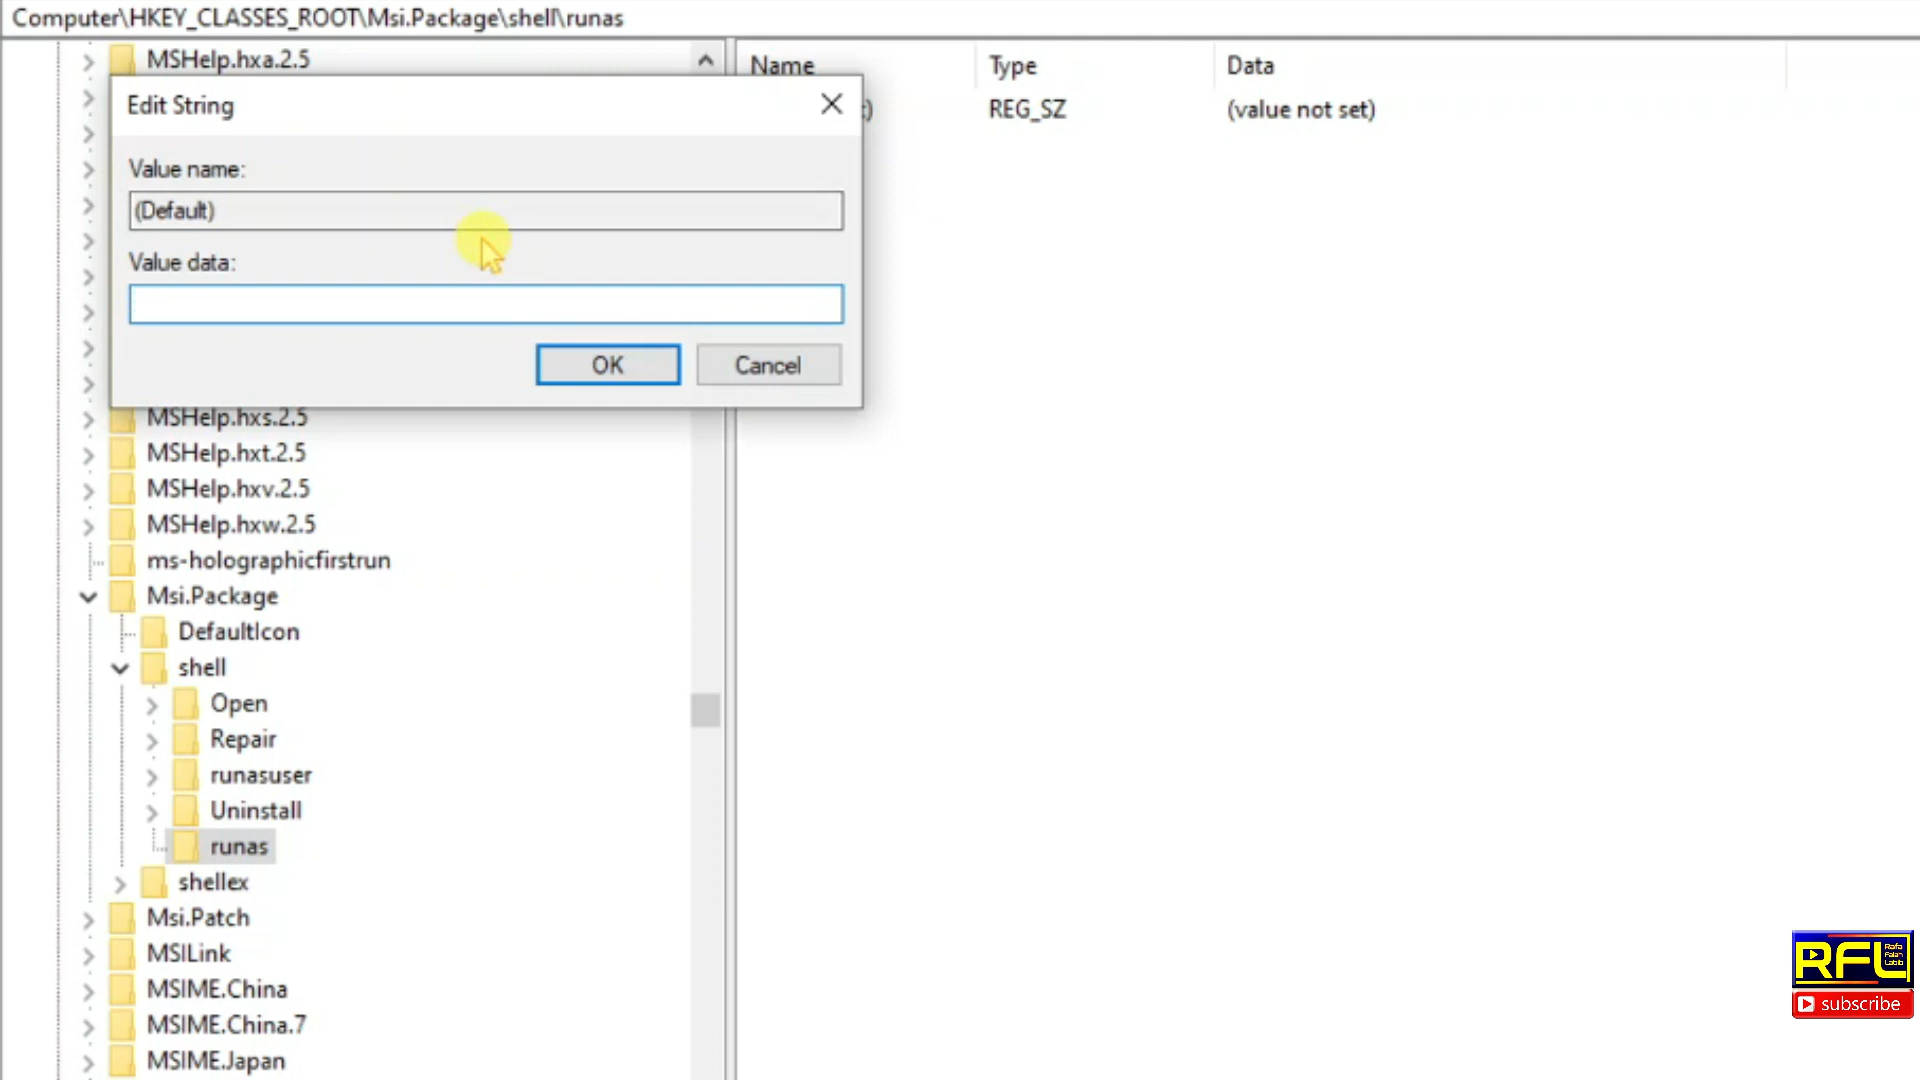 Computer\HKEY_CLASSES_ROOT\Msi.Package\shell\runas
MSHelp.hxa.2.5
Name
Type
Data
REG_SZ
(value not set)
Edit String
Value name:
(Default)
Value data:
OK
Cancel
MSHelp.hxs.2.5
MSHelp.hxt.2.5
MSHelp.hxv.2.5
MSHelp.hxw.2.5
ms-holographicfirstrun
Msi.Package
DefaultIcon
shell
Open
Repair
runasuser
Uninstall
runas
shellex
Msi.Patch
MSILink
MSIME.China
MSIME.China.7
MSIME.Japan
RFL
subscribe